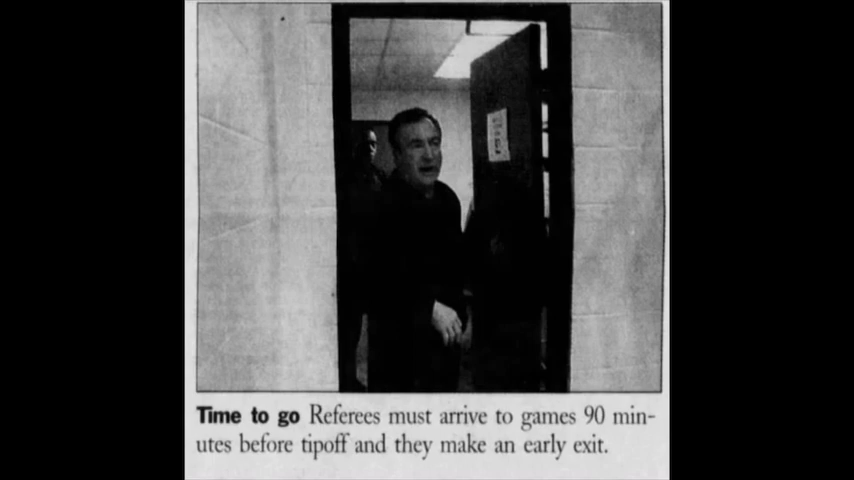 Time to go Referees must arrive to games 90 min-
utes before tipoff and they make an early exit.